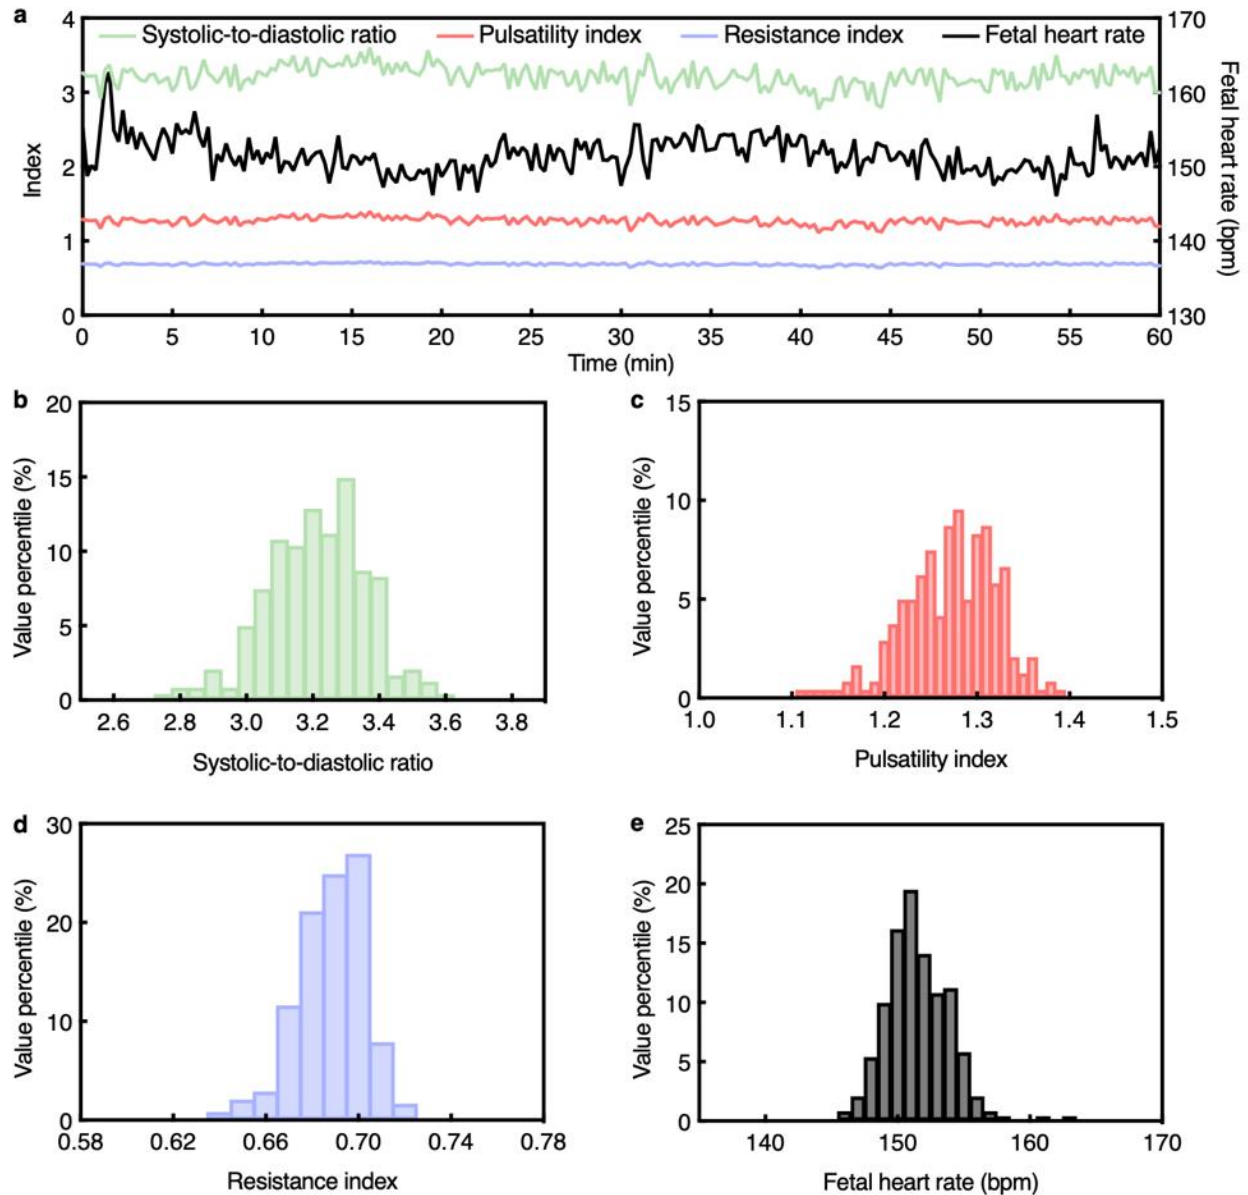 a
Systolic-to-diastolic ratio Pulsatility index Resistance index Fetal heart rate
4 3 2 1 0
Index
170 160 150 140 130
Fetal heart rate (bpm)
0 5 10 15 20 25 30 35 40 45 50 55 60
Time (min)
b
20 15 10 5 0
Value percentile (%)
2.6 2.8 3.0 3.2 3.4 3.6 3.8
Systolic-to-diastolic ratio
c
15 10 5 0
Value percentile (%)
1.0 1.1 1.2 1.3 1.4 1.5
Pulsatility index
d
30 20 10 0
Value percentile (%)
0.58 0.62 0.66 0.70 0.74 0.78
Resistance index
e
25 20 15 10 5 0
Value percentile (%)
140 150 160 170
Fetal heart rate (bpm)